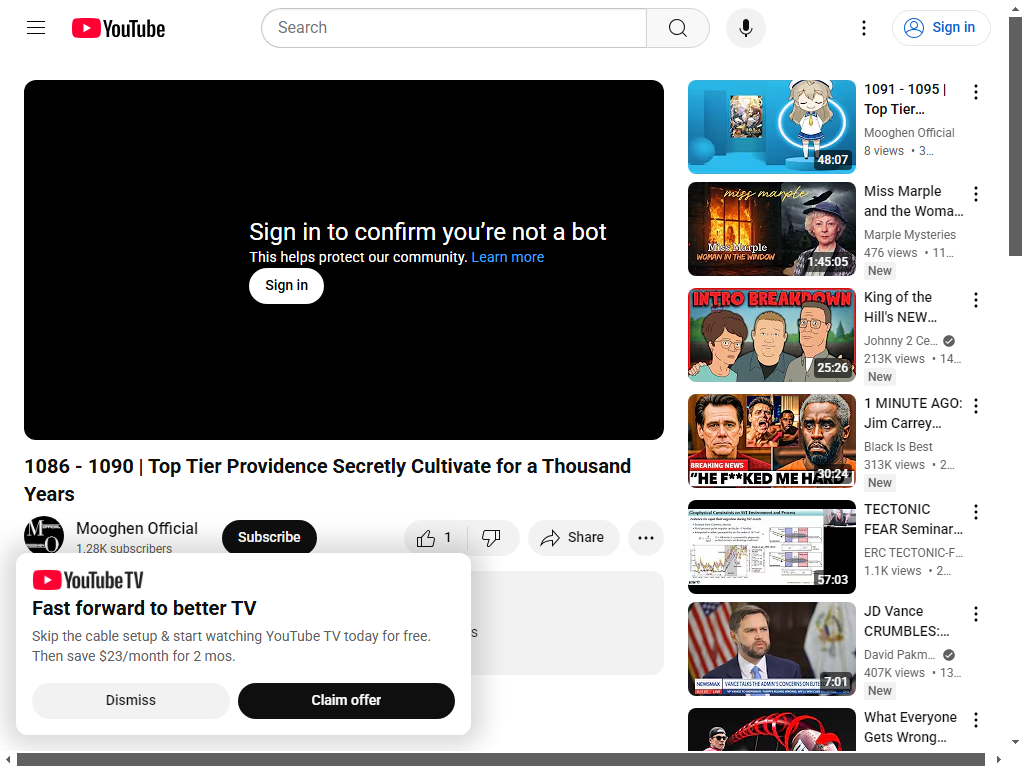 YouTube
Search
Sign in
Sign in to confirm you're not a bot
This helps protect our community. Learn more
Sign in
1086 - 1090 | Top Tier Providence Secretly Cultivate for a Thousand
Years
Mooghen Official
1.28K subscribers
Subscribe
1
Share
s
YouTube TV
Fast forward to better TV
Skip the cable setup & start watching YouTube TV today for free.
Then save $23/month for 2 mos.
Dismiss
Claim offer
48:07
1091 - 1095 |
Top Tier…
Mooghen Official
8 views • 3…
miss marple
Miss Marple
WOMAN IN THE WINDOW
1:45:05
Miss Marple
and the Woma…
Marple Mysteries
476 views • 11…
New
INTRO BREAKDOWN
25:26
King of the
Hill's NEW…
Johnny 2 Ce…
213K views • 14…
New
BREAKING NEWS
"HE F**KED ME HARD
30:24
1 MINUTE AGO:
Jim Carrey…
Black Is Best
313K views • 2…
New
57:03
TECTONIC
FEAR Seminar…
ERC TECTONIC-F…
1.1K views • 2…
NEWSMAX
7:01
JD Vance
CRUMBLES:…
David Pakm…
407K views • 13…
New
What Everyone
Gets Wrong…